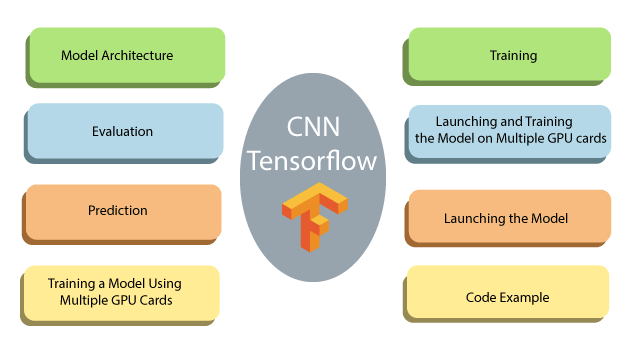 Model Architecture
Evaluation
Prediction
Training a Model Using
Multiple GPU Cards
CNN
Tensorflow
Training
Launching and Training
the Model on Multiple GPU cards
Launching the Model
Code Example